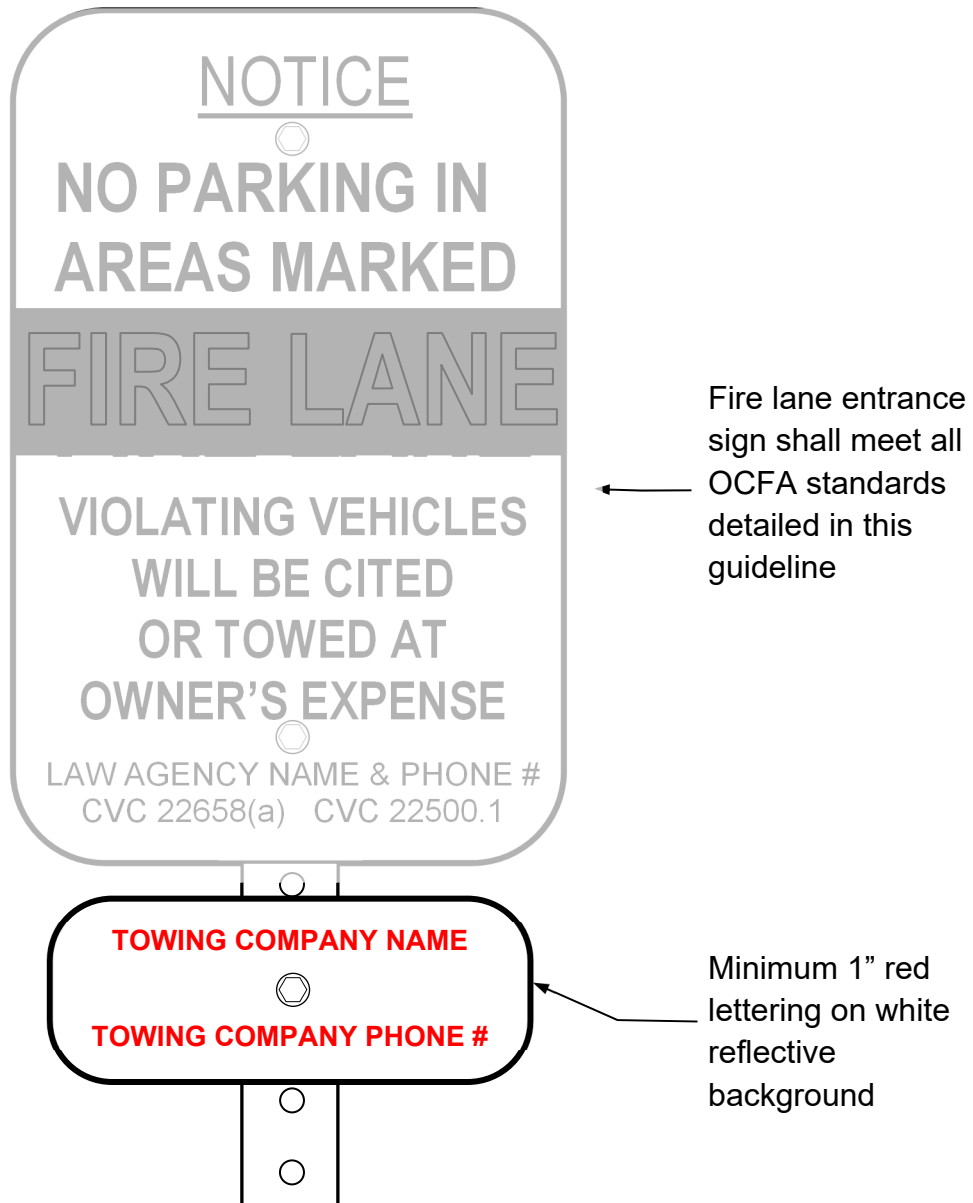 NOTICE
NO PARKING IN
AREAS MARKED
FIRE LANE
VIOLATING VEHICLES
WILL BE CITED
OR TOWED AT
OWNER'S EXPENSE
LAW AGENCY NAME & PHONE #
CVC 22658(a) CVC 22500.1
Fire lane entrance
sign shall meet all
OCFA standards
detailed in this
guideline
TOWING COMPANY NAME
TOWING COMPANY PHONE #
Minimum 1” red
lettering on white
reflective
background